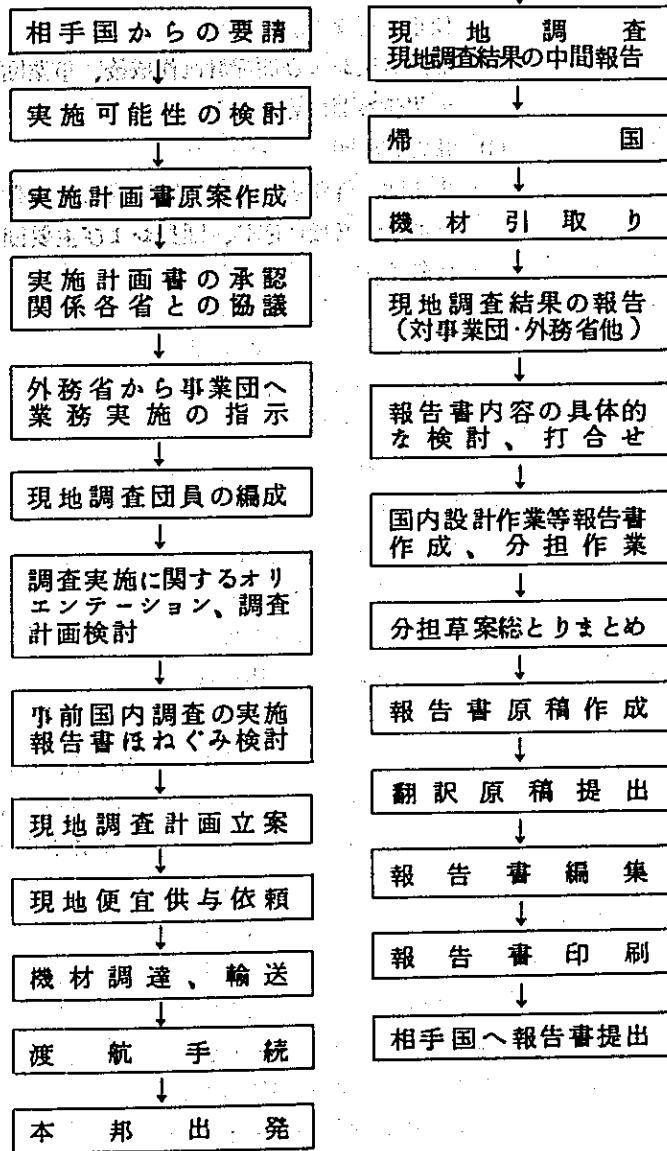 相手国からの要請
↓
実施可能性の検討
↓
実施計画書原案作成
↓
実施計画書の承認
関係各省との協議
↓
外務省から事業団へ
業務実施の指示
↓
現地調査団員の編成
↓
調査実施に関するオリ
エンテーション、調査
計画検討
↓
事前国内調査の実施
報告書ほねぐみ検討
↓
現地調査計画立案
↓
現地便宜供与依頼
↓
機材調達、輸送
↓
渡航手続
↓
本邦出発
↓
現地調査
現地調査結果の中間報告
↓
帰国
↓
機材引取り
↓
現地調査結果の報告
(対事業団・外務省他)
↓
報告書内容の具体的
な検討、打合せ
↓
国内設計作業等報告書
作成、分担作業
↓
分担草案総とりまとめ
↓
報告書原稿作成
↓
翻訳原稿提出
↓
報告書編集
↓
報告書印刷
↓
相手国へ報告書提出